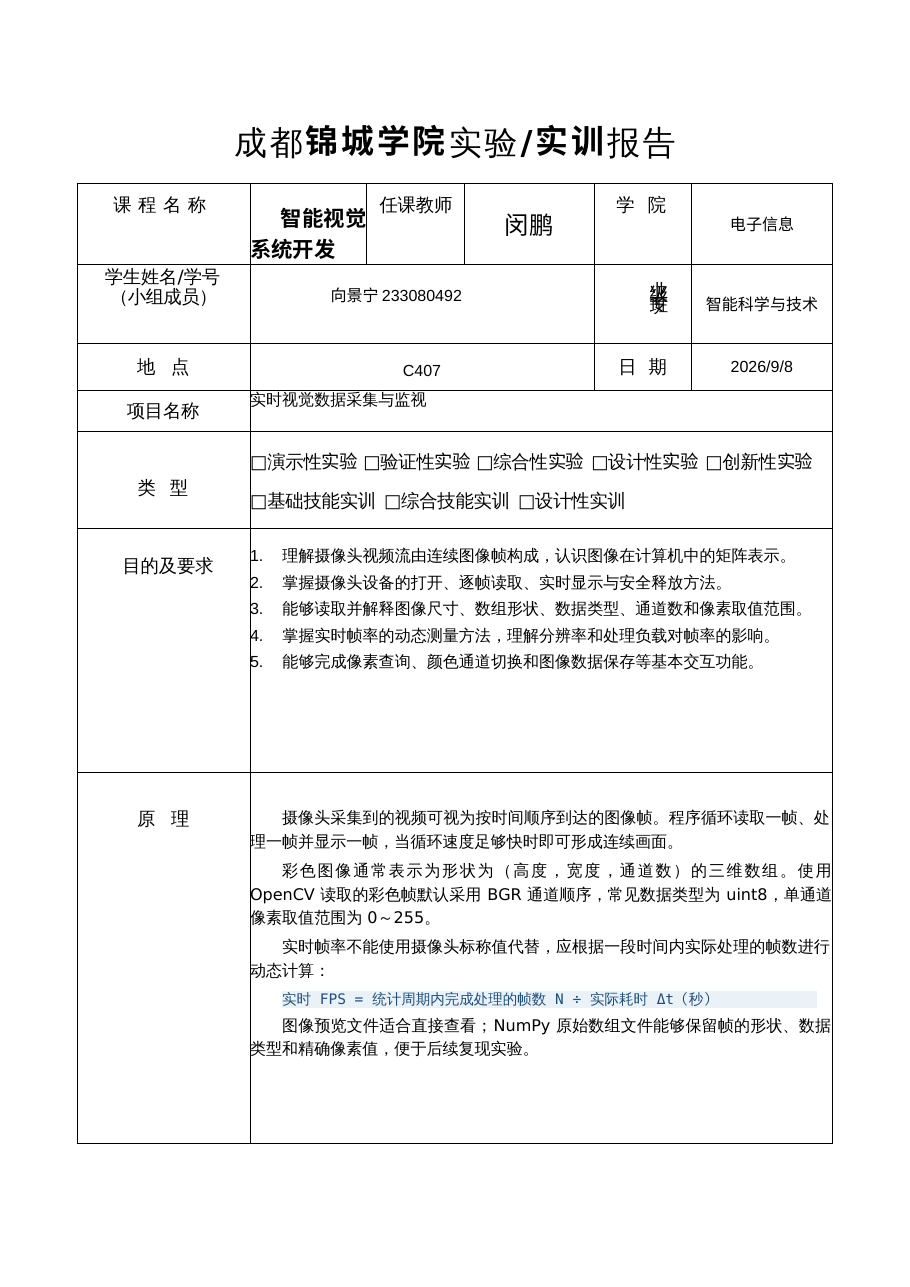 成都锦城学院实验/实训报告
课程名称
智能视觉
系统开发
任课教师
闵鹏
学 院
电子信息
学生姓名/学号
（小组成员）
向景宁 233080492
智能科学与技术
地 点
C407
日 期
2026/9/8
项目名称
实时视觉数据采集与监视
类 型
□演示性实验 □验证性实验 □综合性实验 □设计性实验 □创新性实验
□基础技能实训 □综合技能实训 □设计性实训
目的及要求
1. 理解摄像头视频流由连续图像帧构成，认识图像在计算机中的矩阵表示。
2. 掌握摄像头设备的打开、逐帧读取、实时显示与安全释放方法。
3. 能够读取并解释图像尺寸、数组形状、数据类型、通道数和像素取值范围。
4. 掌握实时帧率的动态测量方法，理解分辨率和处理负载对帧率的影响。
5. 能够完成像素查询、颜色通道切换和图像数据保存等基本交互功能。
原 理
摄像头采集到的视频可视为按时间顺序到达的图像帧。程序循环读取一帧、处
理一帧并显示一帧，当循环速度足够快时即可形成连续画面。
彩色图像通常表示为形状为（高度，宽度，通道数）的三维数组。使用
OpenCV 读取的彩色帧默认采用 BGR 通道顺序，常见数据类型为 uint8，单通道
像素取值范围为 0～255。
实时帧率不能使用摄像头标称值代替，应根据一段时间内实际处理的帧数进行
动态计算：
实时 FPS = 统计周期内完成处理的帧数 N ÷ 实际耗时 Δt（秒）
图像预览文件适合直接查看；NumPy 原始数组文件能够保留帧的形状、数据
类型和精确像素值，便于后续复现实验。